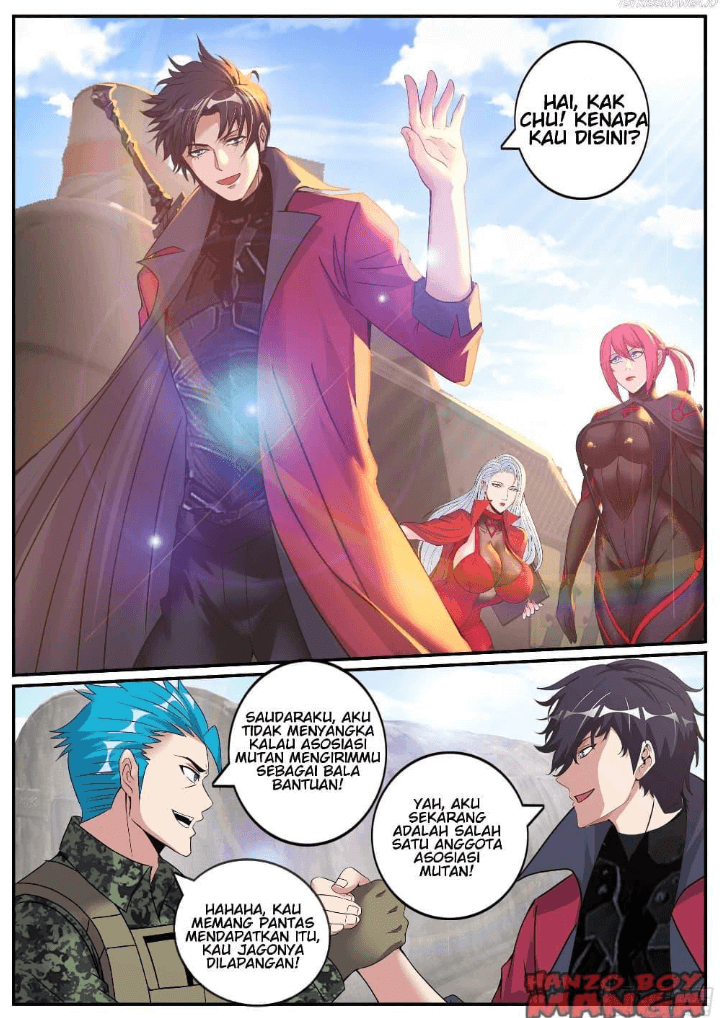 HAI, KAK
CHU! KENAPA
KAU DISINI?
SAUDARAKU, AKU
TIDAK MENYANGKA
KALAU ASOSIASI
MUTAN MENGIRIMMU
SEBAGAI BALA
BANTUAN!
YAH, AKU
SEKARANG
ADALAH SALAH
SATU ANGGOTA
ASOSIASI
MUTAN!
HAHAHA, KAU
MEMANG PANTAS
MENDAPATKAN ITU,
KAU JAGONYA
DILAPANGAN!
HANZO BOY
MANGA!